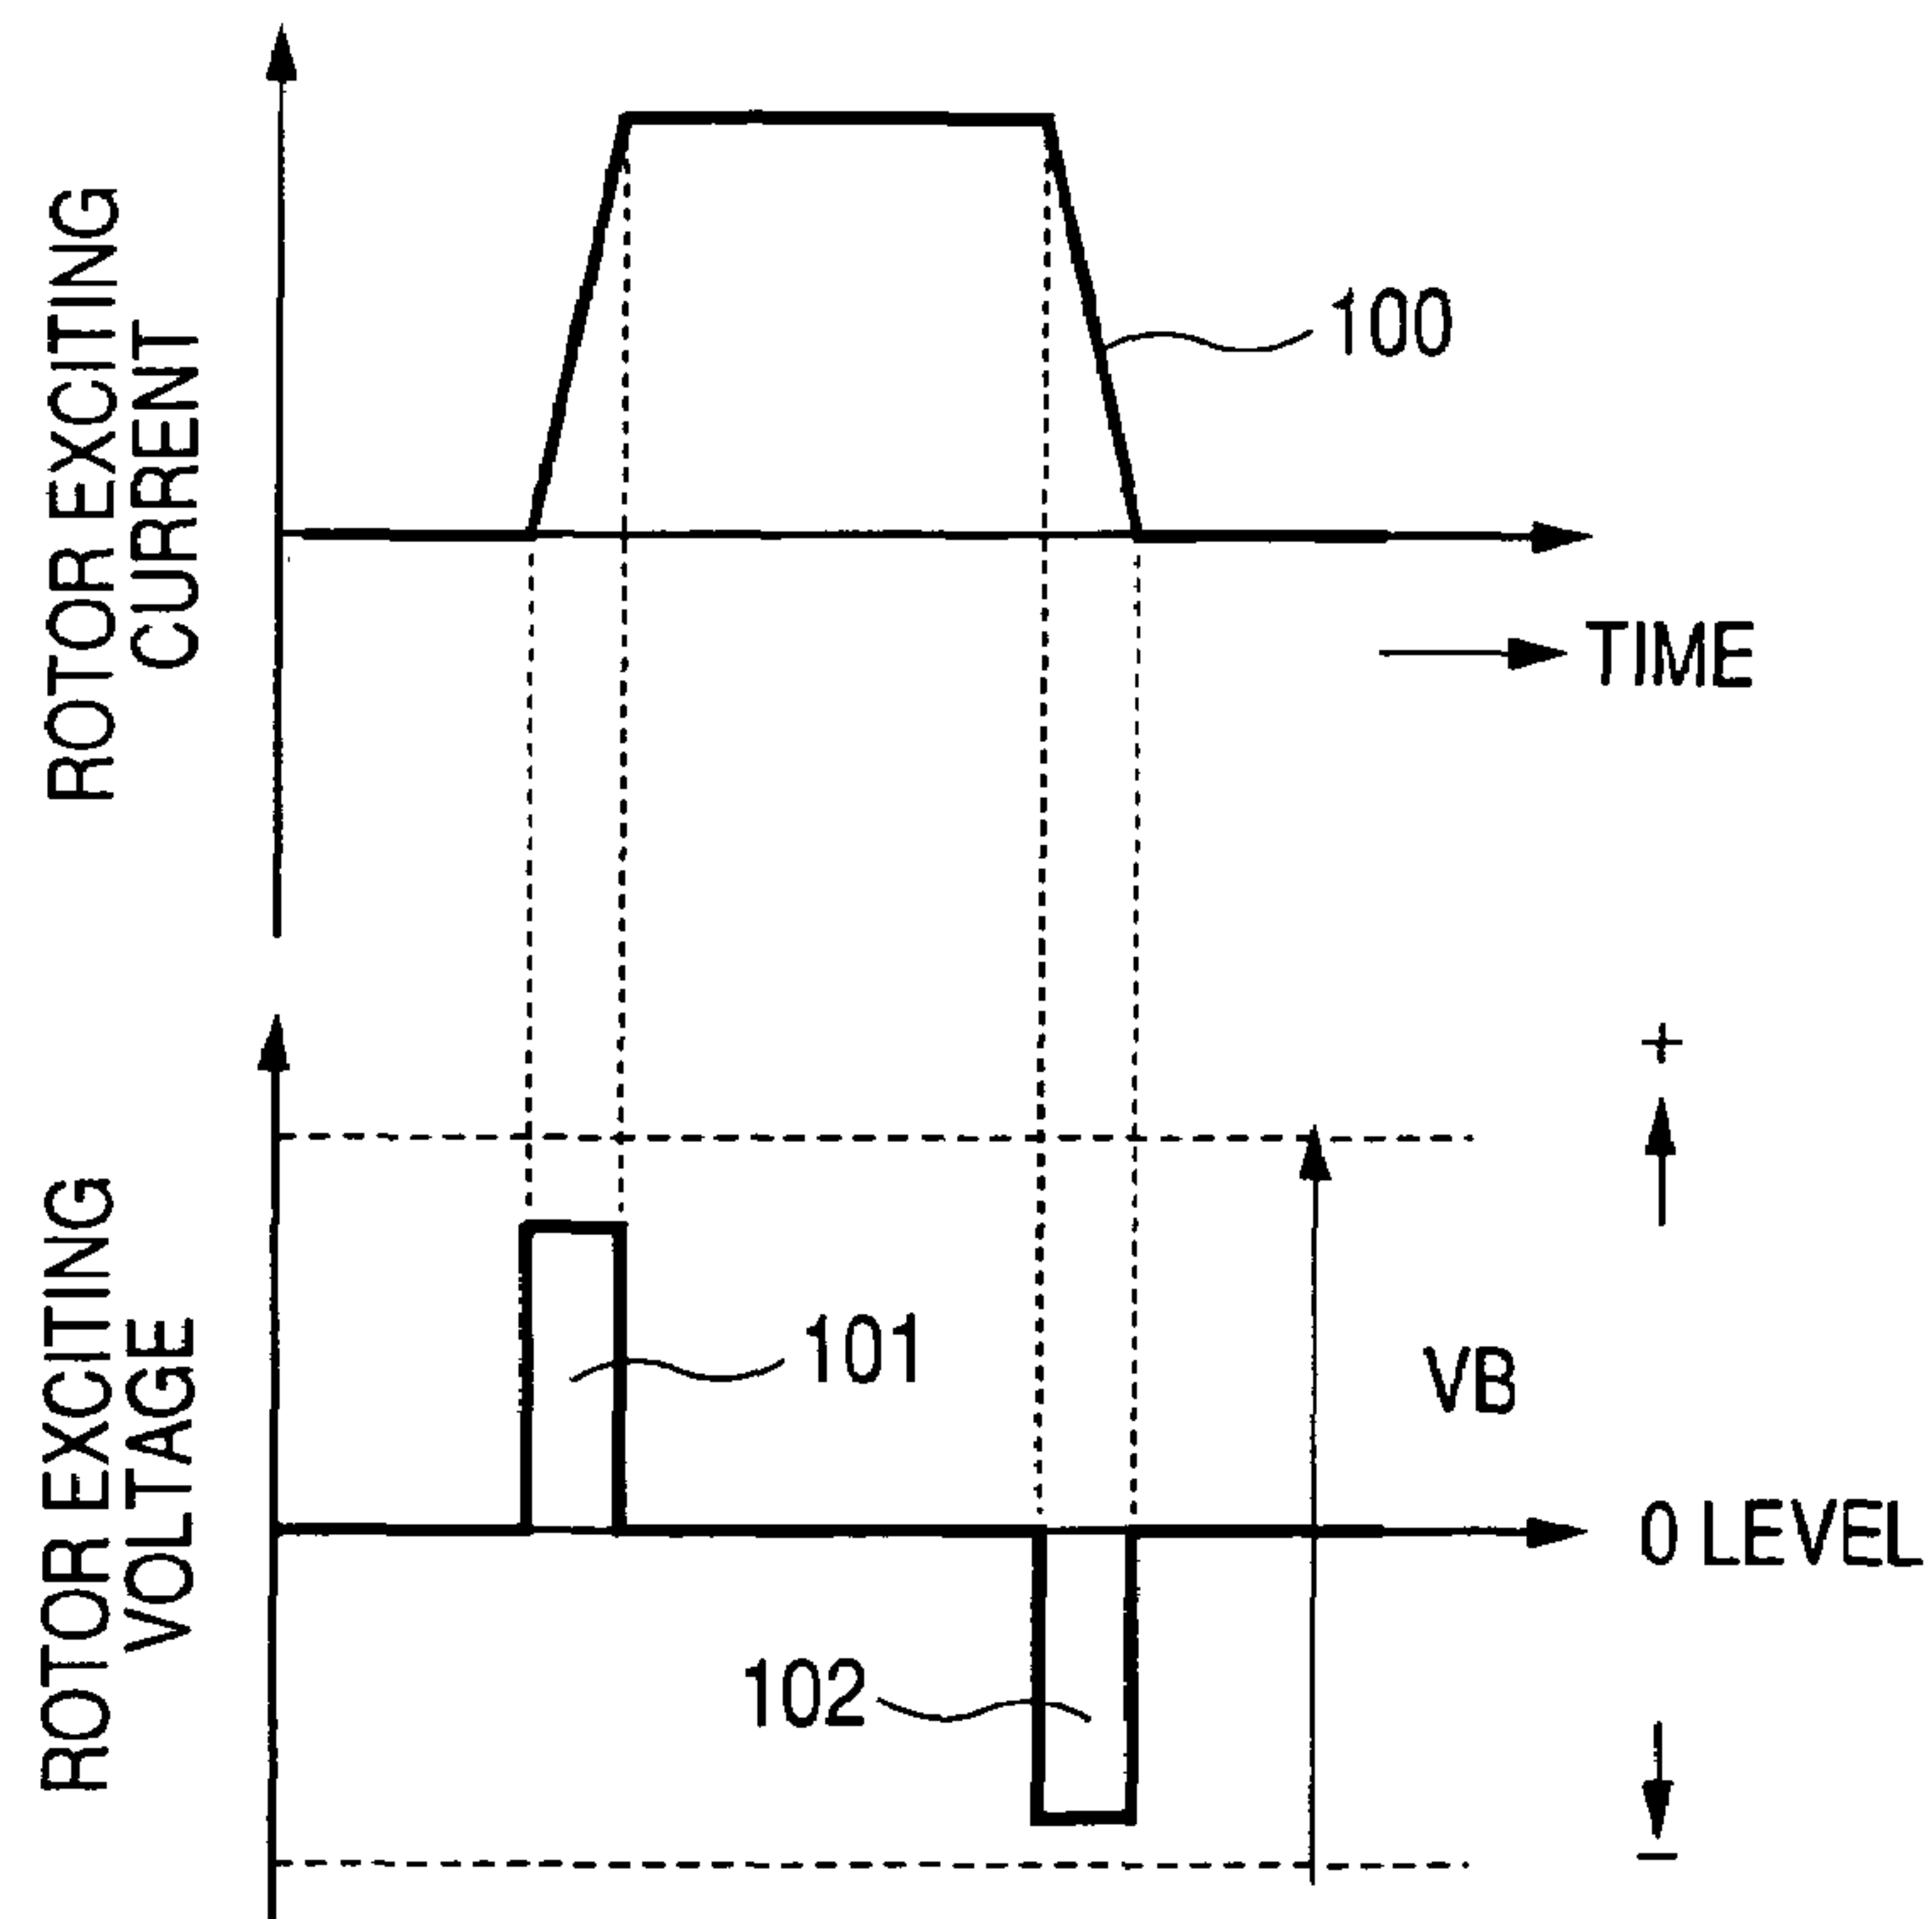 ROTOR EXCITING
CURRENT
100
TIME
ROTOR EXCITING
VOLTAGE
+
101
VB
0 LEVEL
102
−